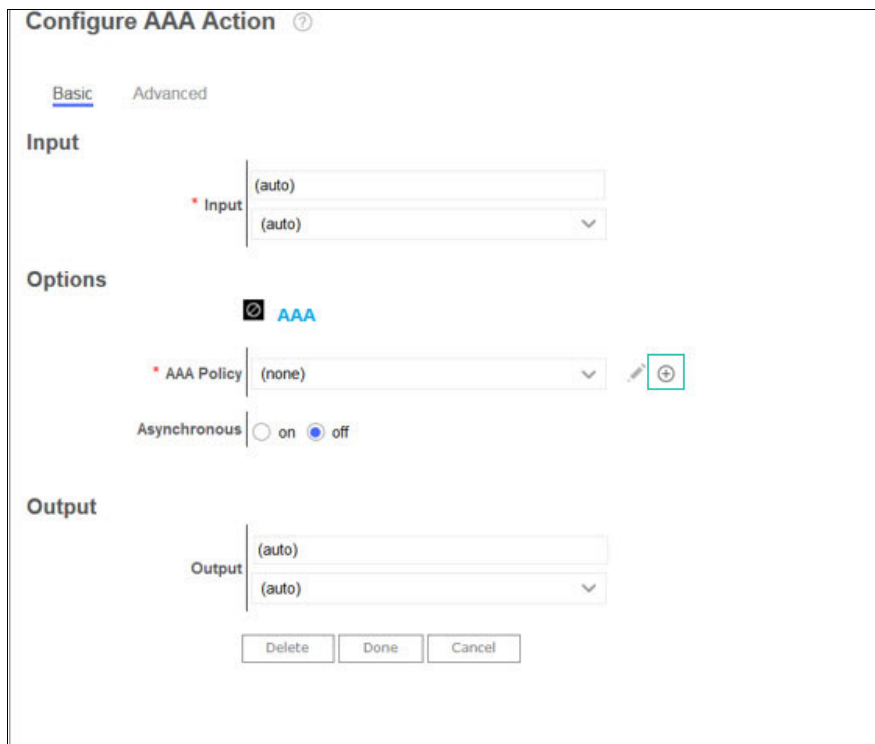 Configure AAA Action ?
Basic Advanced
Input
* Input (auto)
(auto)
Options
AAA
* AAA Policy (none)
Asynchronous on off
Output
Output (auto)
(auto)
Delete Done Cancel